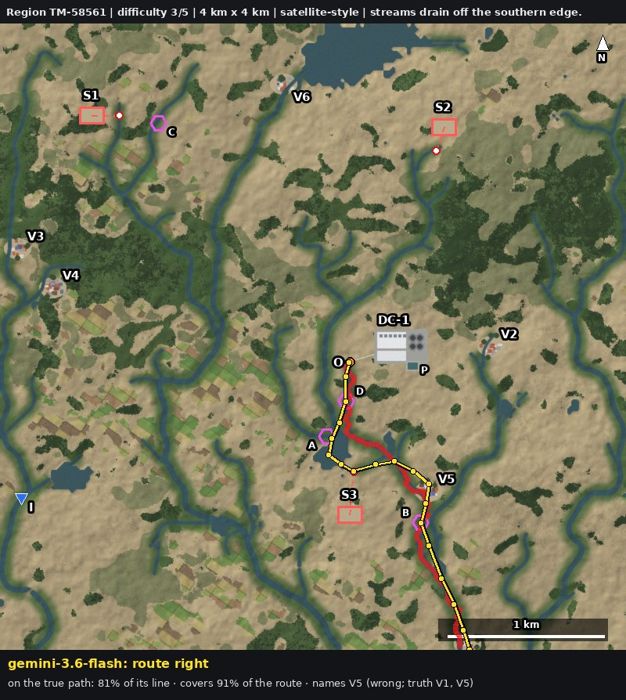 Region TM-58561 | difficulty 3/5 | 4 km x 4 km | satellite-style | streams drain off the southern edge.
N
V6
S1
C
S2
V3
V4
DC-1
O
P
V2
D
A
V5
S3
B
I
1 km
gemini-3.6-flash: route right
on the true path: 81% of its line · covers 91% of the route · names V5 (wrong; truth V1, V5)